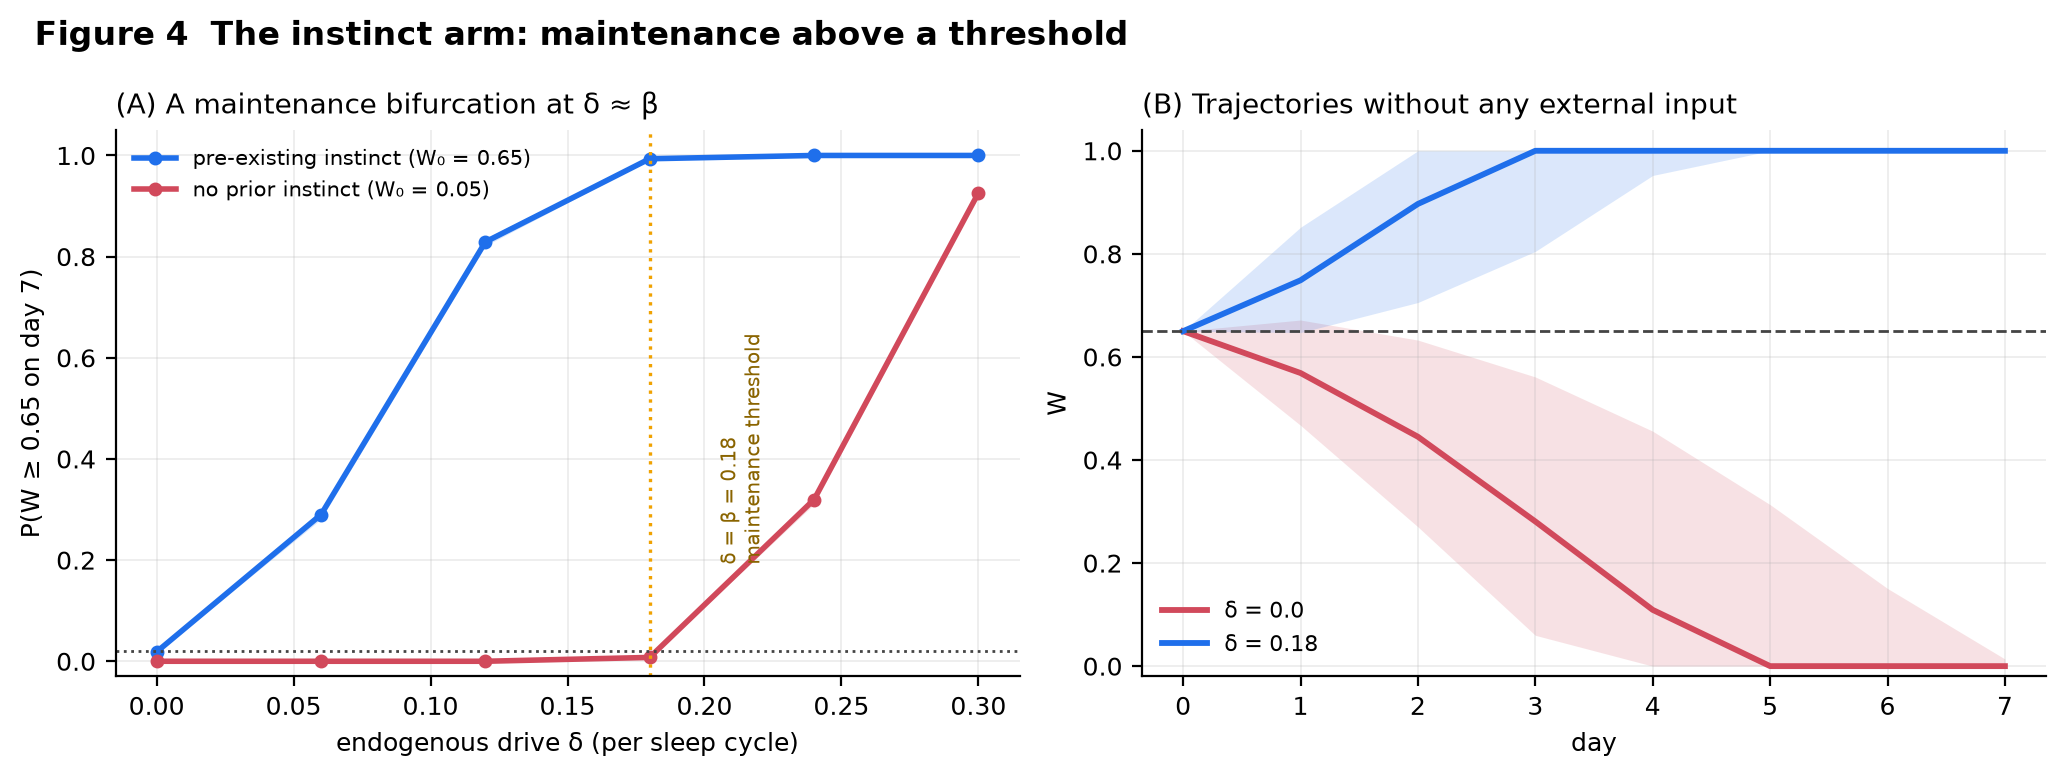 Figure 4  The instinct arm: maintenance above a threshold
(A) A maintenance bifurcation at δ ≈ β
P(W ≥ 0.65 on day 7)
1.0
0.8
0.6
0.4
0.2
0.0
pre-existing instinct (W₀ = 0.65)
no prior instinct (W₀ = 0.05)
δ = β = 0.18
maintenance threshold
0.00 0.05 0.10 0.15 0.20 0.25 0.30
endogenous drive δ (per sleep cycle)
(B) Trajectories without any external input
W
1.0
0.8
0.6
0.4
0.2
0.0
δ = 0.0
δ = 0.18
0 1 2 3 4 5 6 7
day